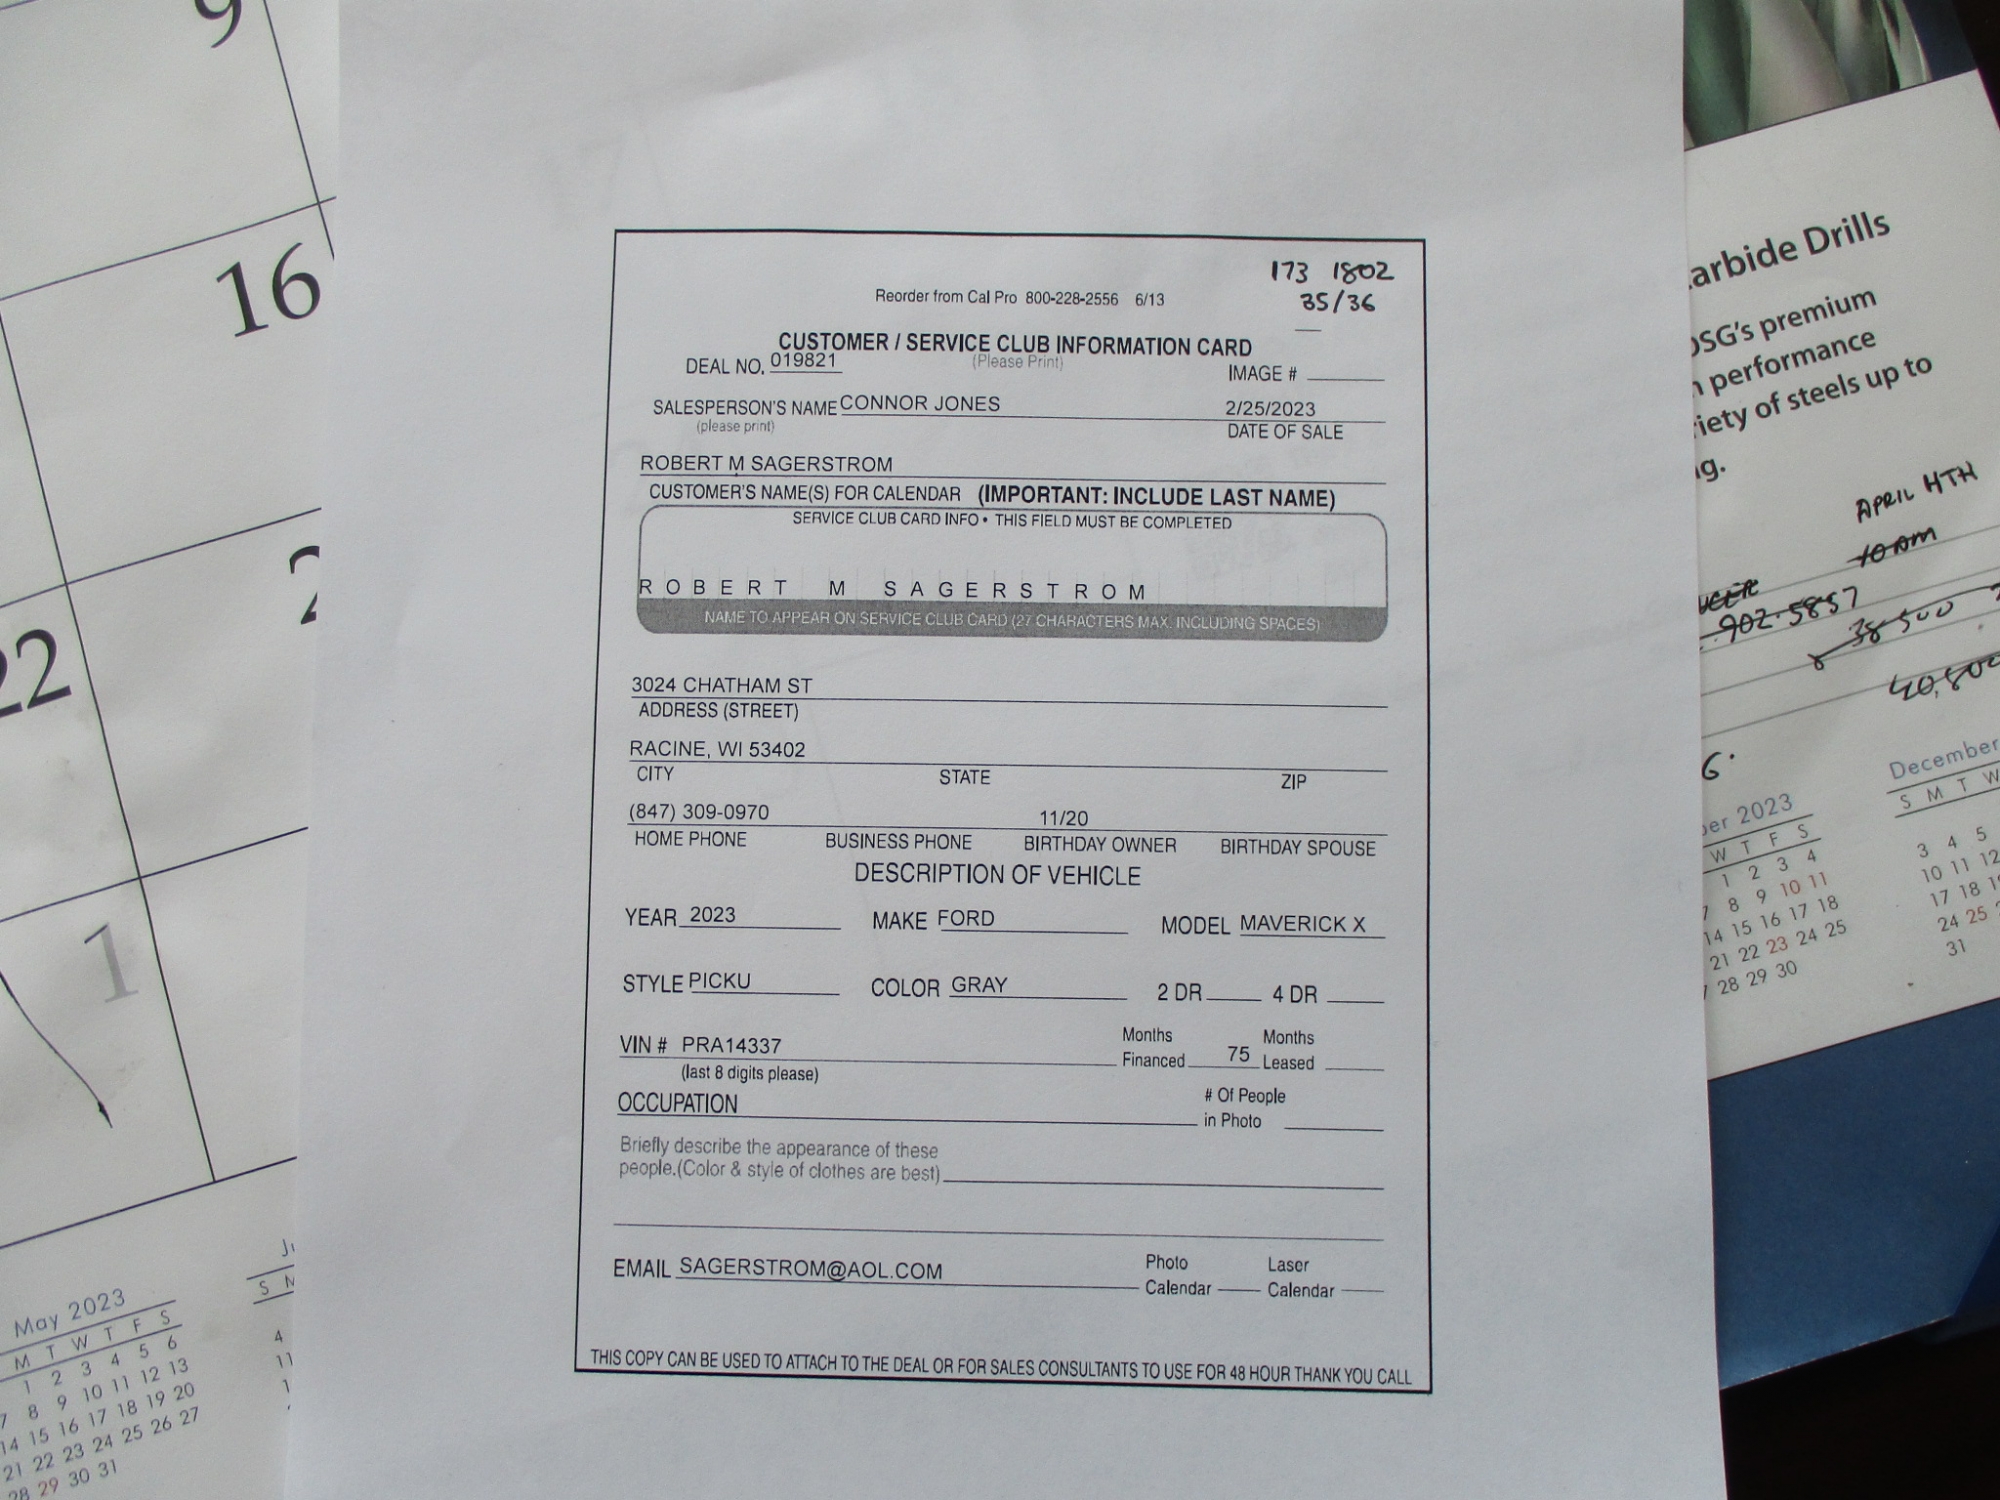 173 1802
35/36
Reorder from Cal Pro 800-228-2556 6/13
CUSTOMER / SERVICE CLUB INFORMATION CARD
(Please Print)
DEAL NO. 019821
IMAGE #
SALESPERSON'S NAME CONNOR JONES 2/25/2023
(please print) DATE OF SALE
ROBERT M SAGERSTROM
CUSTOMER'S NAME(S) FOR CALENDAR (IMPORTANT: INCLUDE LAST NAME)
SERVICE CLUB CARD INFO • THIS FIELD MUST BE COMPLETED
ROBERT M SAGERSTROM
NAME TO APPEAR ON SERVICE CLUB CARD (27 CHARACTERS MAX. INCLUDING SPACES)
3024 CHATHAM ST
ADDRESS (STREET)
RACINE, WI 53402
CITY STATE ZIP
(847) 309-0970 11/20
HOME PHONE BUSINESS PHONE BIRTHDAY OWNER BIRTHDAY SPOUSE
DESCRIPTION OF VEHICLE
YEAR 2023 MAKE FORD MODEL MAVERICK X
STYLE PICKU COLOR GRAY 2 DR 4 DR
VIN # PRA14337 Months Financed 75 Months Leased
(last 8 digits please)
OCCUPATION # Of People in Photo
Briefly describe the appearance of these
people.(Color & style of clothes are best)
EMAIL SAGERSTROM@AOL.COM Photo Calendar Laser Calendar
THIS COPY CAN BE USED TO ATTACH TO THE DEAL OR FOR SALES CONSULTANTS TO USE FOR 48 HOUR THANK YOU CALL
9
16
22
2
1
May 2023
M T W T F S
1 2 3 4 5 6
7 8 9 10 11 12 13
14 15 16 17 18 19 20
21 22 23 24 25 26 27
28 29 30 31
S M
4
11
arbide Drills
OSG's premium
performance
riety of steels up to
g.
APRIL 4TH
10 AM
902-5857
38500
2023
W T F S
1 2 3 4
7 8 9 10 11
14 15 16 17 18
21 22 23 24 25
28 29 30
December
S M T W
3 4 5
10 11 12
17 18
24 25
31